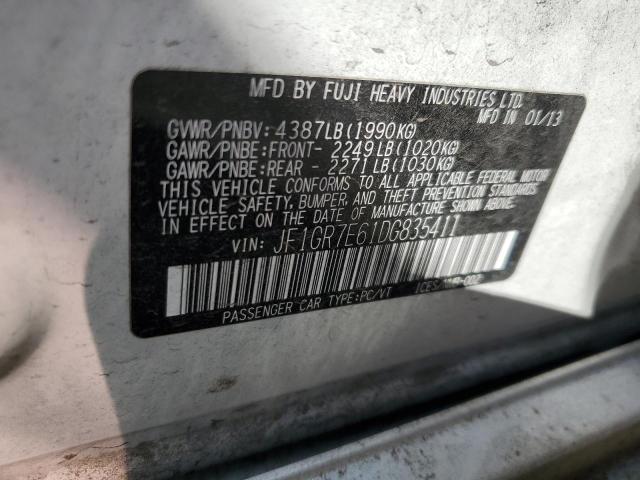 MFD BY FUJI HEAVY INDUSTRIES LTD.
MFD IN 01/13
GVWR/PNBV: 4387LB(1990KG)
GAWR/PNBE:FRONT- 2249LB(1020KG)
GAWR/PNBE:REAR - 2271LB(1030KG)
THIS VEHICLE CONFORMS TO ALL APPLICABLE FEDERAL MOTOR
VEHICLE SAFETY, BUMPER, AND THEFT PREVENTION STANDARDS
IN EFFECT ON THE DATE OF MANUFACTURE SHOWN ABOVE.
VIN: JF1GR7E61DG835411
PASSENGER CAR TYPE:PC/VT